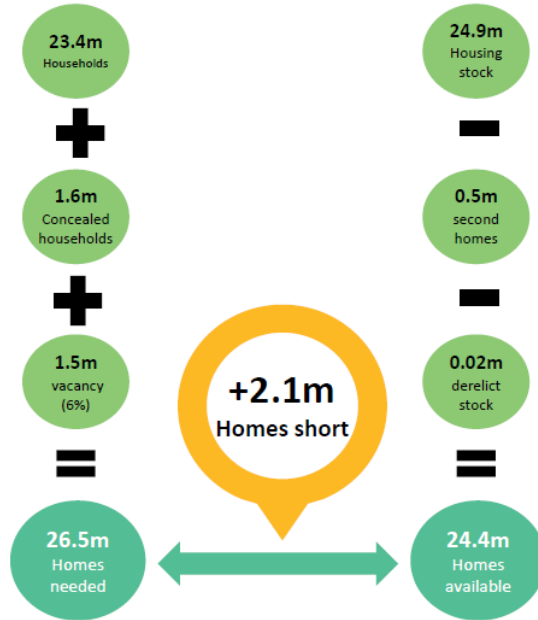 23.4m
Households
1.6m
Concealed
households
1.5m
vacancy
(6%)
26.5m
Homes
needed
+2.1m
Homes short
24.9m
Housing
stock
0.5m
second
homes
0.02m
derelict
stock
24.4m
Homes
available